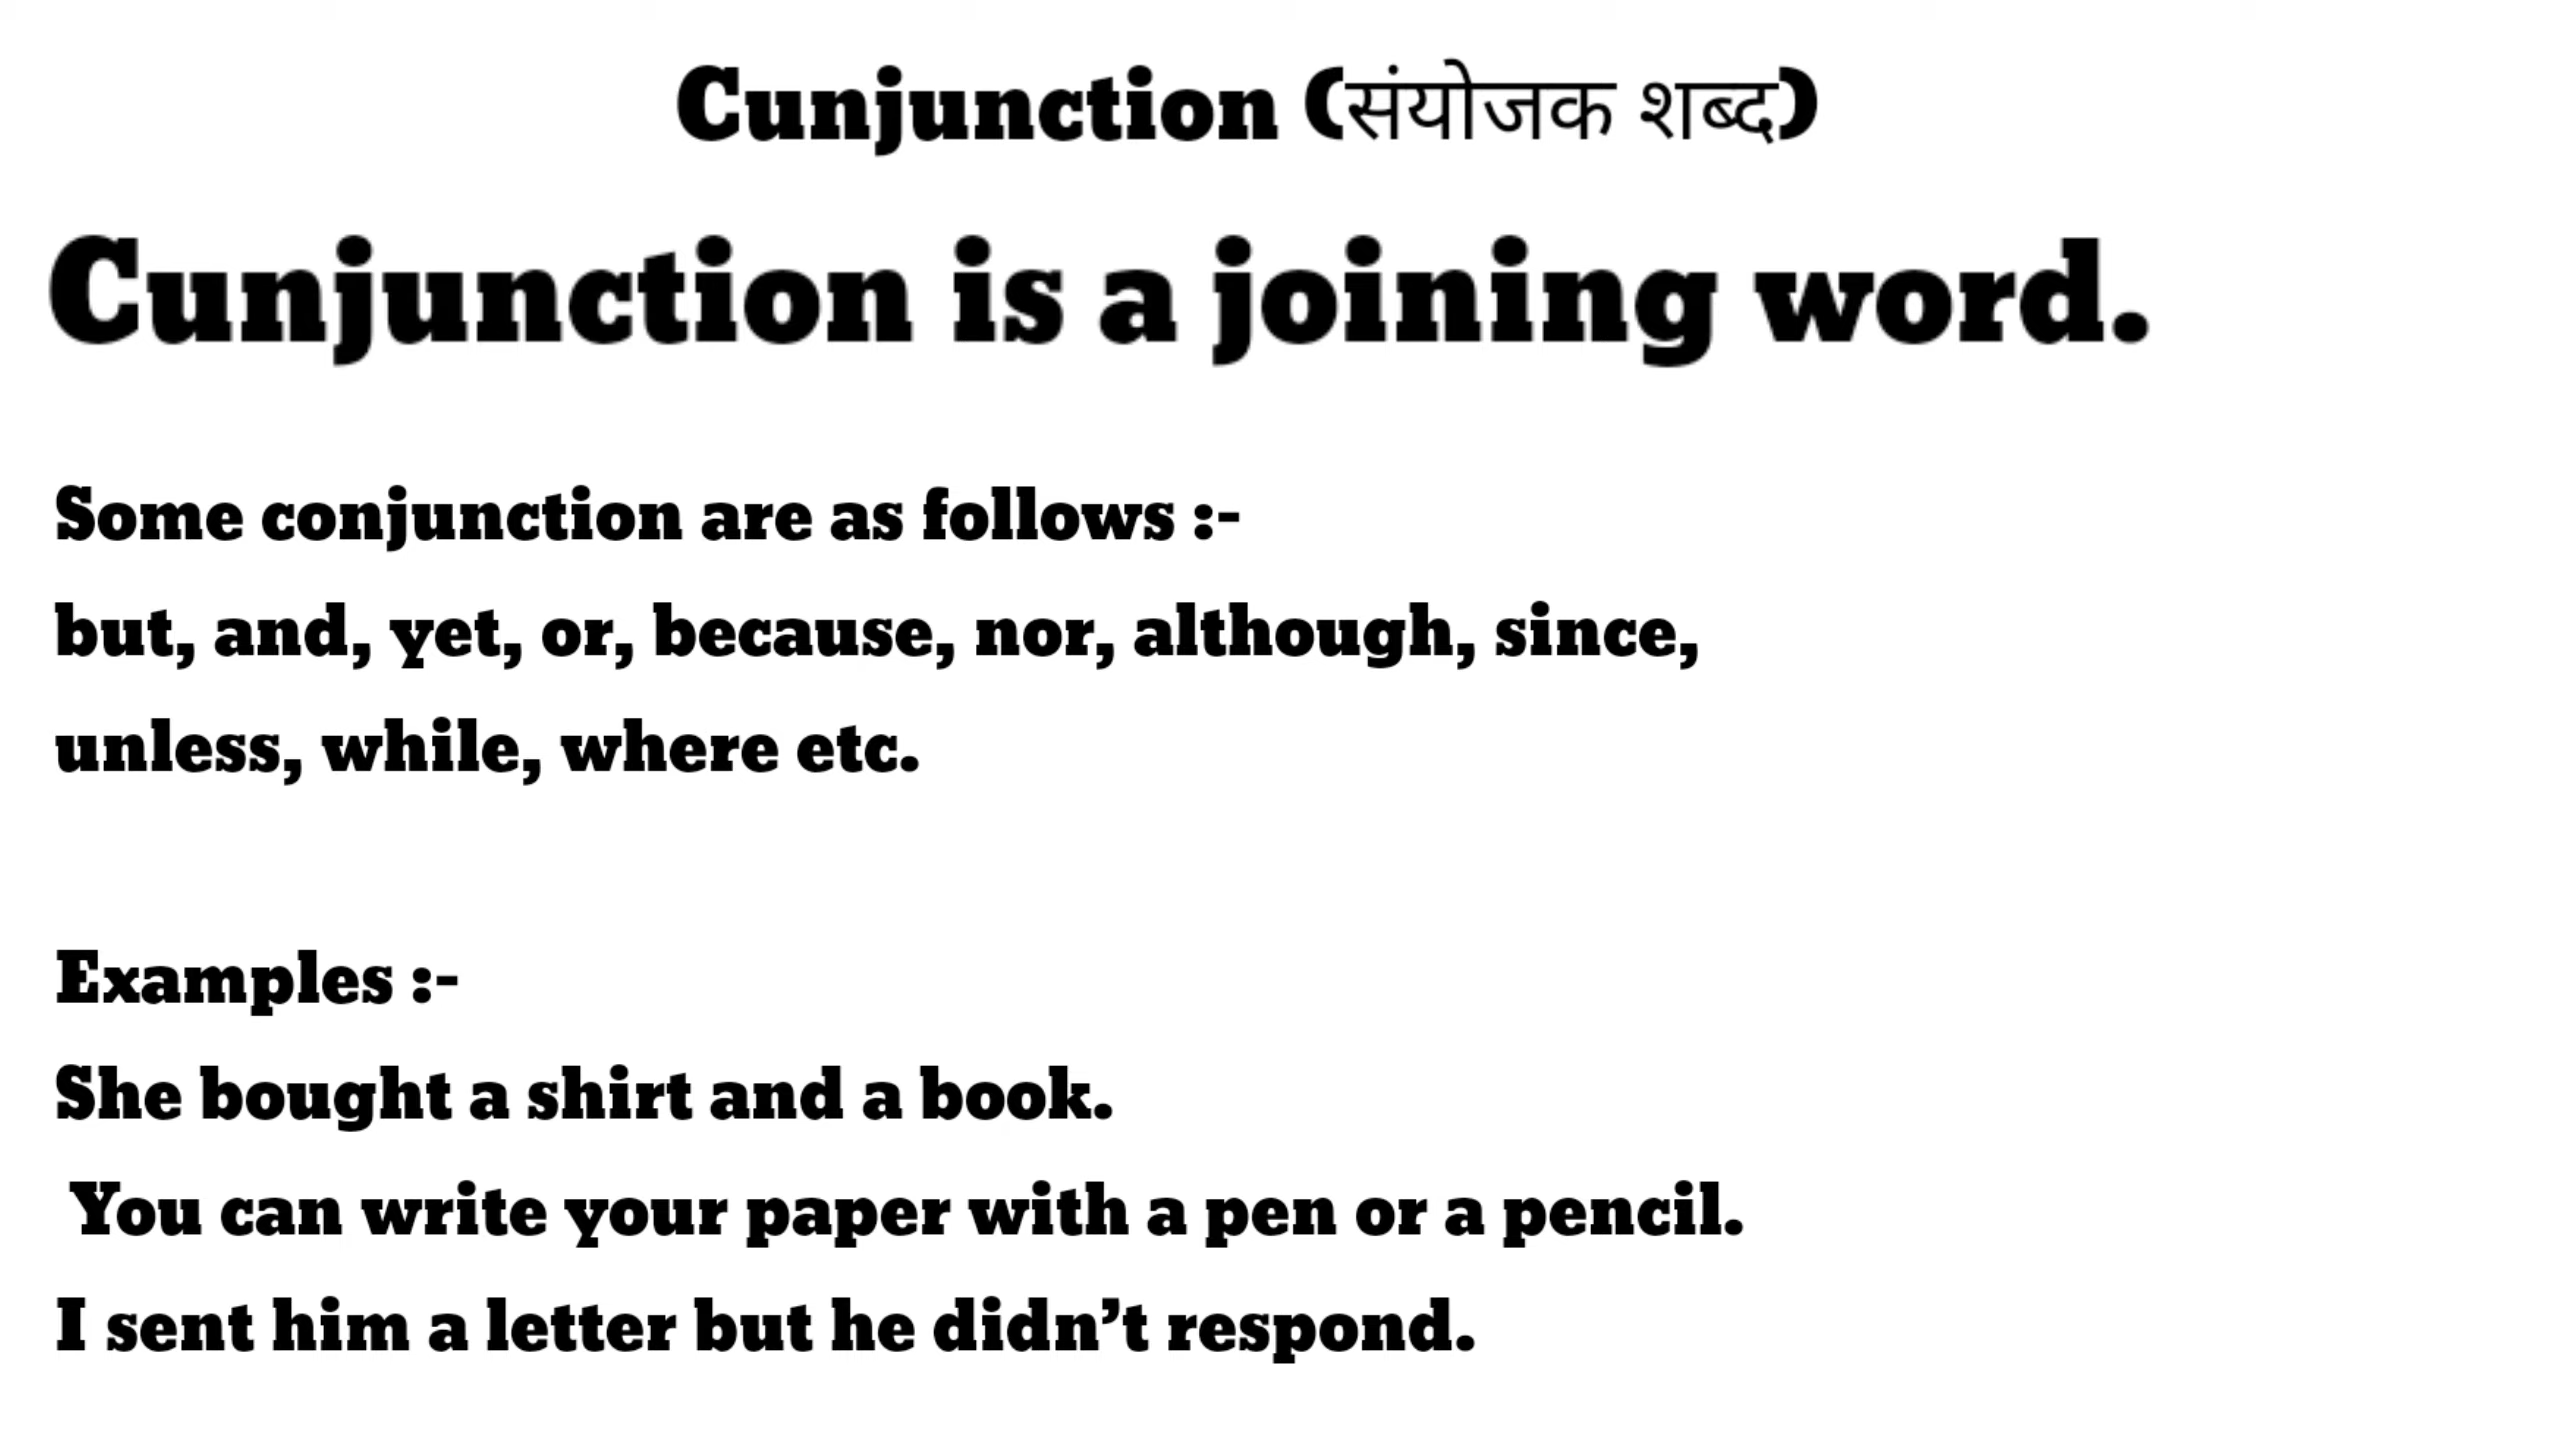 Cunjunction (संयोजक शब्द)
Cunjunction is a joining word.
Some conjunction are as follows :-
but, and, yet, or, because, nor, although, since,
unless, while, where etc.
Examples :-
She bought a shirt and a book.
You can write your paper with a pen or a pencil.
I sent him a letter but he didn’t respond.